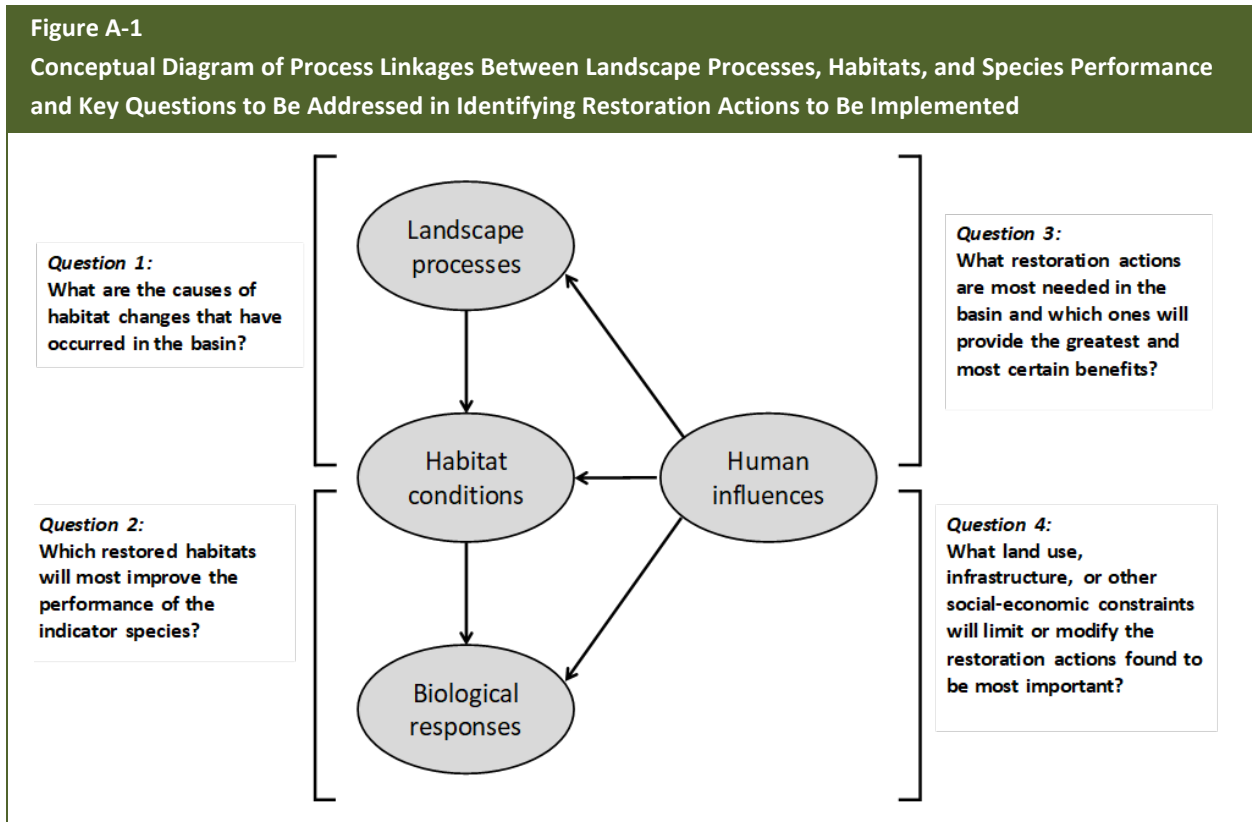 Figure A-1
Conceptual Diagram of Process Linkages Between Landscape Processes, Habitats, and Species Performance
and Key Questions to Be Addressed in Identifying Restoration Actions to Be Implemented
Question 1:
What are the causes of
habitat changes that have
occurred in the basin?
Question 2:
Which restored habitats
will most improve the
performance of the
indicator species?
Landscape
processes
Habitat
conditions
Biological
responses
Human
influences
Question 3:
What restoration actions
are most needed in the
basin and which ones will
provide the greatest and
most certain benefits?
Question 4:
What land use,
infrastructure, or other
social-economic constraints
will limit or modify the
restoration actions found to
be most important?